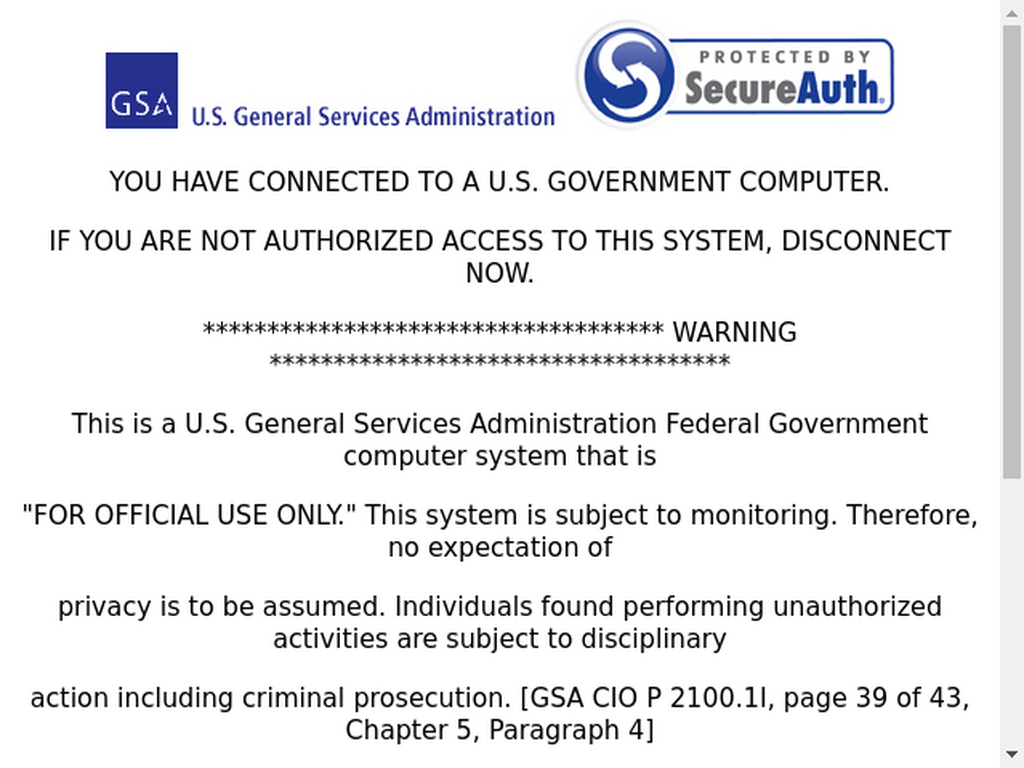 GSA
U.S. General Services Administration
PROTECTED BY
SecureAuth®
YOU HAVE CONNECTED TO A U.S. GOVERNMENT COMPUTER.
IF YOU ARE NOT AUTHORIZED ACCESS TO THIS SYSTEM, DISCONNECT
NOW.
************************************ WARNING
************************************
This is a U.S. General Services Administration Federal Government
computer system that is
"FOR OFFICIAL USE ONLY." This system is subject to monitoring. Therefore,
no expectation of
privacy is to be assumed. Individuals found performing unauthorized
activities are subject to disciplinary
action including criminal prosecution. [GSA CIO P 2100.1I, page 39 of 43,
Chapter 5, Paragraph 4]